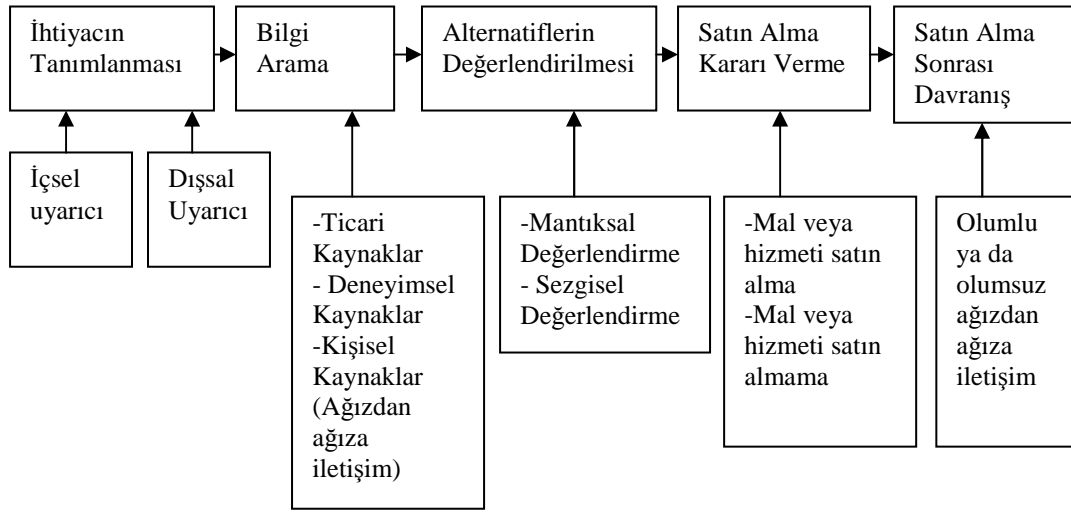 İhtiyacın
Tanımlanması
Bilgi
Arama
Alternatiflerin
Değerlendirilmesi
Satın Alma
Kararı Verme
Satın Alma
Sonrası
Davranış
İçsel
uyarıcı
Dışsal
Uyarıcı
-Ticari
Kaynaklar
- Deneyimsel
Kaynaklar
-Kişisel
Kaynaklar
(Ağızdan
ağıza
iletişim)
-Mantıksal
Değerlendirme
- Sezgisel
Değerlendirme
-Mal veya
hizmeti satın
alma
-Mal veya
hizmeti satın
almama
Olumlu
ya da
olumsuz
ağızdan
ağıza
iletişim